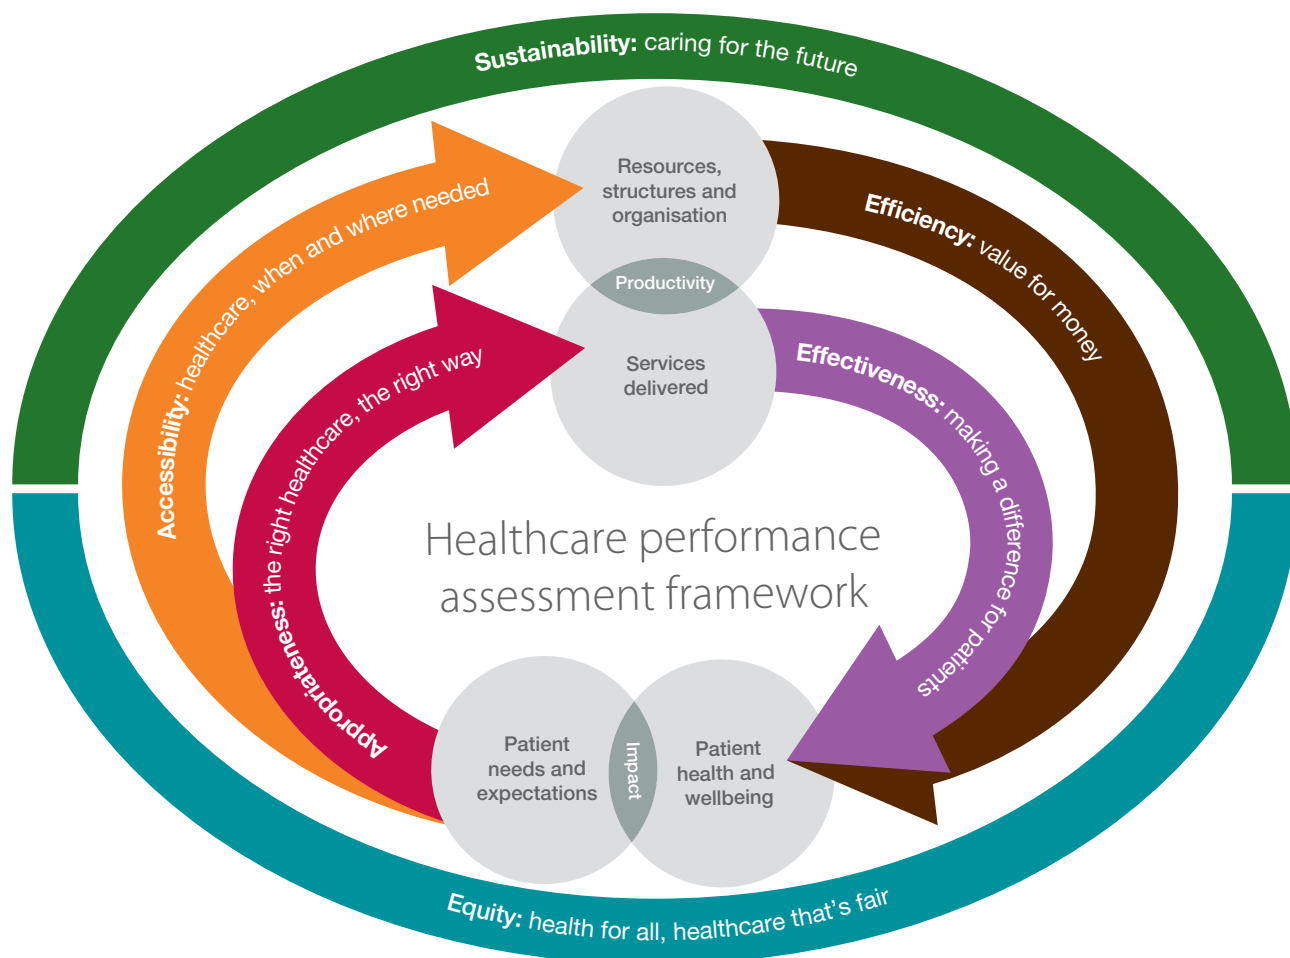 Sustainability: caring for the future
Resources,
structures and
organisation
Productivity
Services
delivered
Accessibility: healthcare, when and where needed
Appropriateness: the right healthcare, the right way
Efficiency: value for money
Effectiveness: making a difference for patients
Healthcare performance
assessment framework
Patient
needs and
expectations
Impact
Patient
health and
wellbeing
Equity: health for all, healthcare that's fair